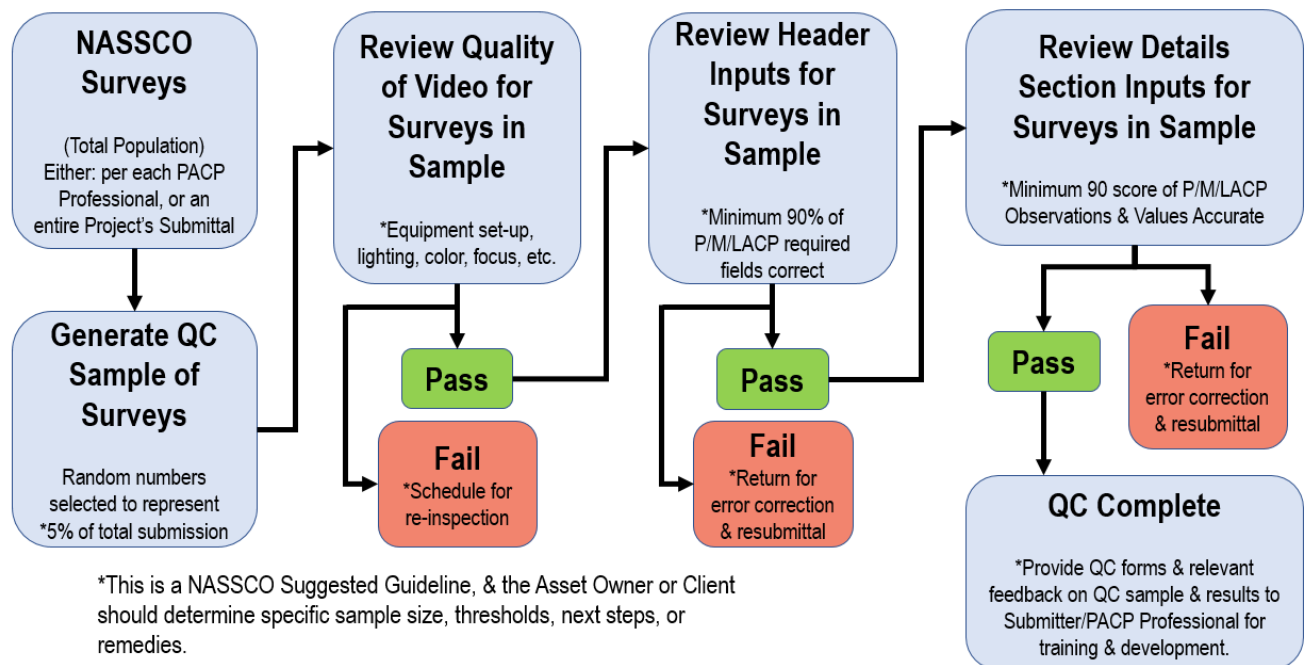 NASSCO
Surveys
(Total Population)
Either: per each PACP
Professional, or an
entire Project's Submittal
Generate QC
Sample of
Surveys
Random numbers
selected to represent
*5% of total submission
Review Quality
of Video for
Surveys in
Sample
*Equipment set-up,
lighting, color, focus, etc.
Pass
Fail
*Schedule for
re-inspection
Review Header
Inputs for
Surveys in
Sample
*Minimum 90% of
P/M/LACP required
fields correct
Pass
Fail
*Return for
error correction
& resubmittal
Review Details
Section Inputs for
Surveys in Sample
*Minimum 90 score of P/M/LACP
Observations & Values Accurate
Pass
Fail
*Return for
error correction
& resubmittal
QC Complete
*Provide QC forms & relevant
feedback on QC sample & results to
Submitter/PACP Professional for
training & development.
*This is a NASSCO Suggested Guideline, & the Asset Owner or Client
should determine specific sample size, thresholds, next steps, or
remedies.